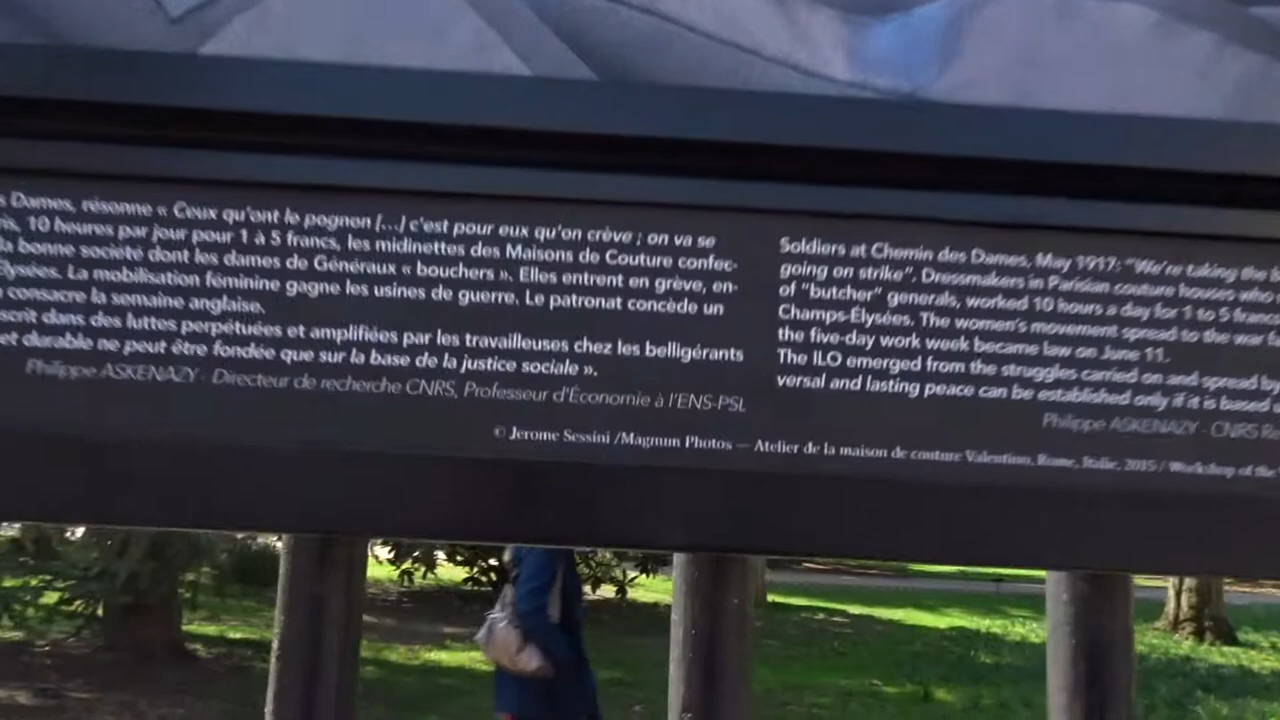 s Dames, résonne « Ceux qu'ont le pognon [...] c'est pour eux qu'on crève ; on va se
10 heures par jour pour 1 à 5 francs, les midinettes des Maisons de Couture confec-
la bonne société dont les dames de Généraux « bouchers ». Elles entrent en grève, en-
lysées. La mobilisation féminine gagne les usines de guerre. Le patronat concède un
consacre la semaine anglaise.
scrit dans des luttes perpétuées et amplifiées par les travailleuses chez les belligérants
et durable ne peut être fondée que sur la base de la justice sociale ».
Philippe ASKENAZY - Directeur de recherche CNRS, Professeur d'Économie à l'ENS-PSL
Soldiers at Chemin des Dames, May 1917: "We're taking the
going on strike". Dressmakers in Parisian couture houses who
of "butcher" generals, worked 10 hours a day for 1 to 5 francs
Champs-Élysées. The women's movement spread to the war
the five-day work week became law on June 11.
The ILO emerged from the struggles carried on and spread by
versal and lasting peace can be established only if it is based
Philippe ASKENAZY - CNRS
© Jerome Sessini /Magnum Photos — Atelier de la maison de couture Valentino, Rome, Italie, 2015 / Workshop of the